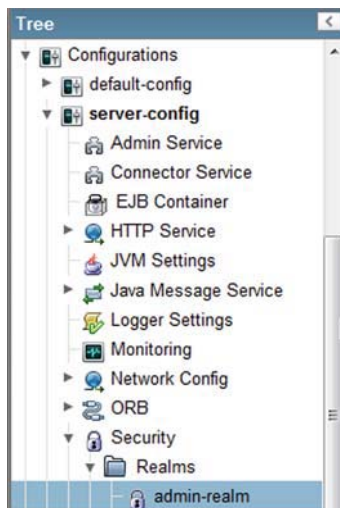 Tree
Configurations
default-config
server-config
Admin Service
Connector Service
EJB Container
HTTP Service
JVM Settings
Java Message Service
Logger Settings
Monitoring
Network Config
ORB
Security
Realms
admin-realm